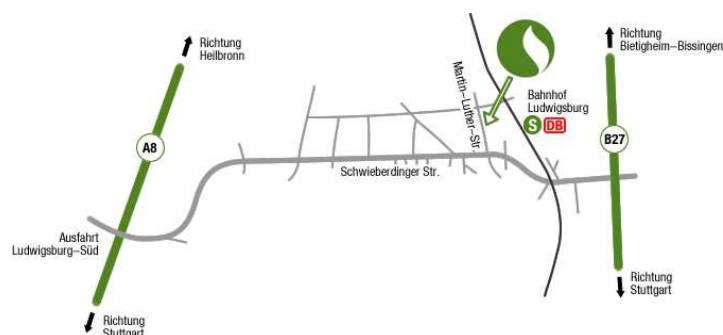 Richtung
Heilbronn
A8
Ausfahrt
Ludwigsburg–Süd
Richtung
Stuttgart
Schwieberdinger Str.
Martin–Luther–Str.
Bahnhof
Ludwigsburg
S DB
Richtung
Bietigheim–Bissingen
B27
Richtung
Stuttgart